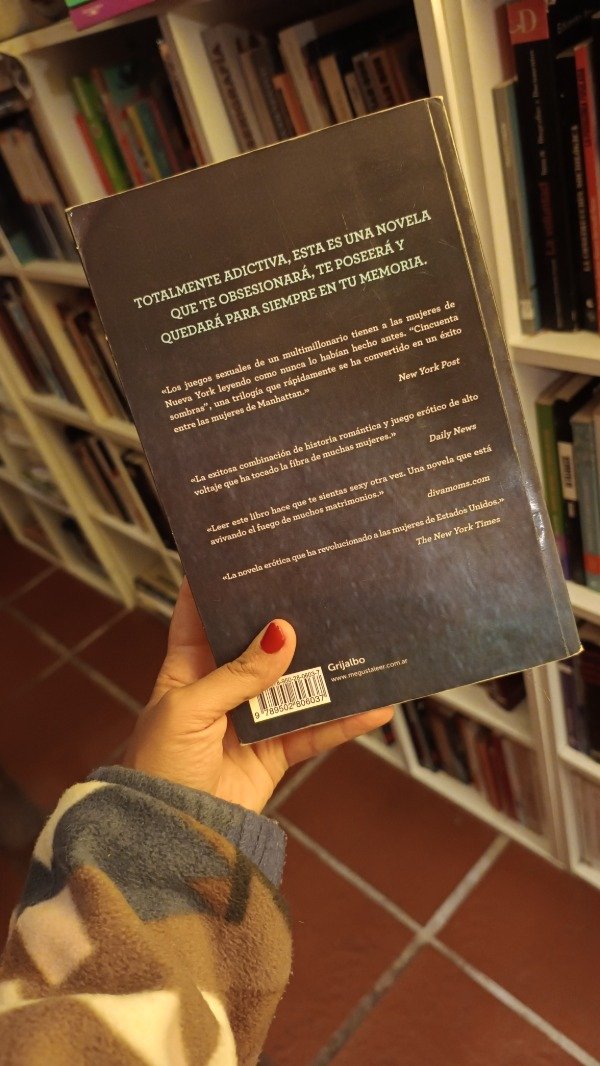 TOTALMENTE ADICTIVA, ESTA ES UNA NOVELA
QUE TE OBSESIONARÁ, TE POSEERÁ Y
QUEDARÁ PARA SIEMPRE EN TU MEMORIA.
«Los juegos sexuales de un multimillonario tienen a las mujeres de
Nueva York leyendo como nunca lo habían hecho antes. "Cincuenta
sombras", una trilogía que rápidamente se ha convertido en un éxito
entre las mujeres de Manhattan.»
New York Post
«La exitosa combinación de historia romántica y juego erótico de alto
voltaje que ha tocado la fibra de muchas mujeres.»
Daily News
«Leer este libro hace que te sientas sexy otra vez. Una novela que está
avivando el fuego de muchos matrimonios.»
divamoms.com
«La novela erótica que ha revolucionado a las mujeres de Estados Unidos.»
The New York Times
Grijalbo
www.megustaleer.com.ar
9 789502 806037